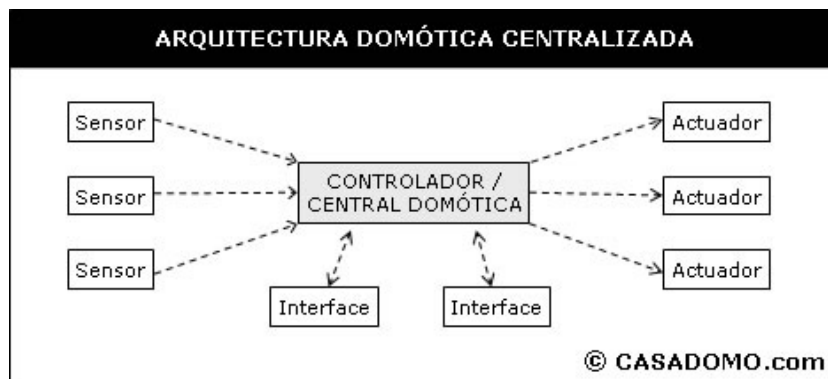 ARQUITECTURA DOMÓTICA CENTRALIZADA
Sensor
Actuador
CONTROLADOR /
CENTRAL DOMÓTICA
Sensor
Actuador
Sensor
Actuador
Interface
Interface
© CASADOMO.com